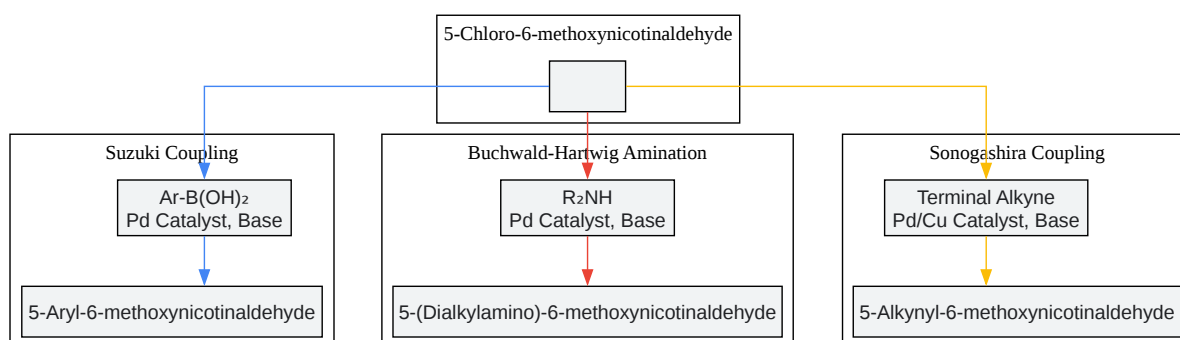 5-Chloro-6-methoxynicotinaldehyde
Suzuki Coupling
Buchwald-Hartwig Amination
Sonogashira Coupling
Ar-B(OH)₂
Pd Catalyst, Base
R₂NH
Pd Catalyst, Base
Terminal Alkyne
Pd/Cu Catalyst, Base
5-Aryl-6-methoxynicotinaldehyde
5-(Dialkylamino)-6-methoxynicotinaldehyde
5-Alkynyl-6-methoxynicotinaldehyde